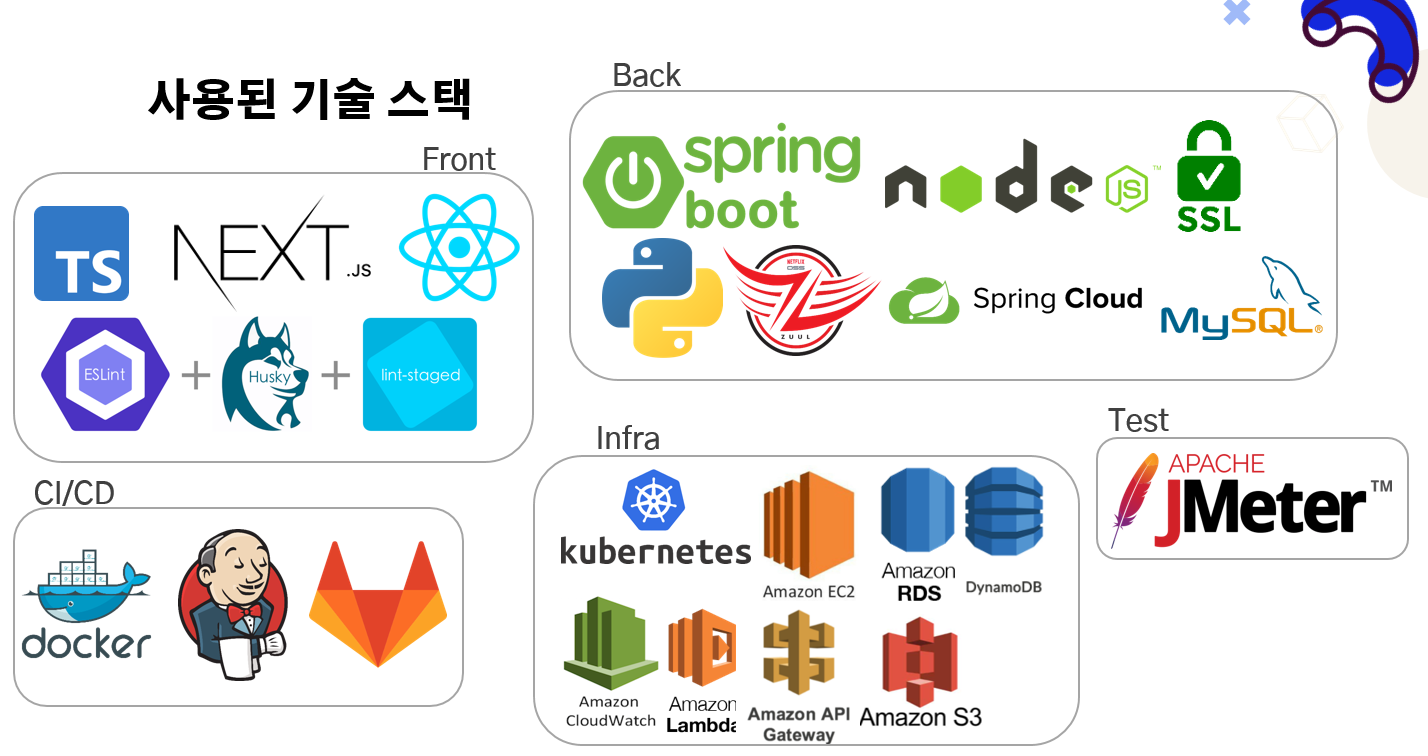 사용된 기술 스택
Front
TS
NEXT.JS
ESLint + Husky + lint-staged
Back
spring
boot
node
JS™
SSL
NETFLIX
OSS
ZUUL
Spring Cloud
MySQL®
CI/CD
docker
Infra
kubernetes
Amazon EC2
Amazon
RDS
DynamoDB
Amazon
CloudWatch
Amazon
Lambda
Amazon API
Gateway
Amazon S3
Test
APACHE
JMeter™